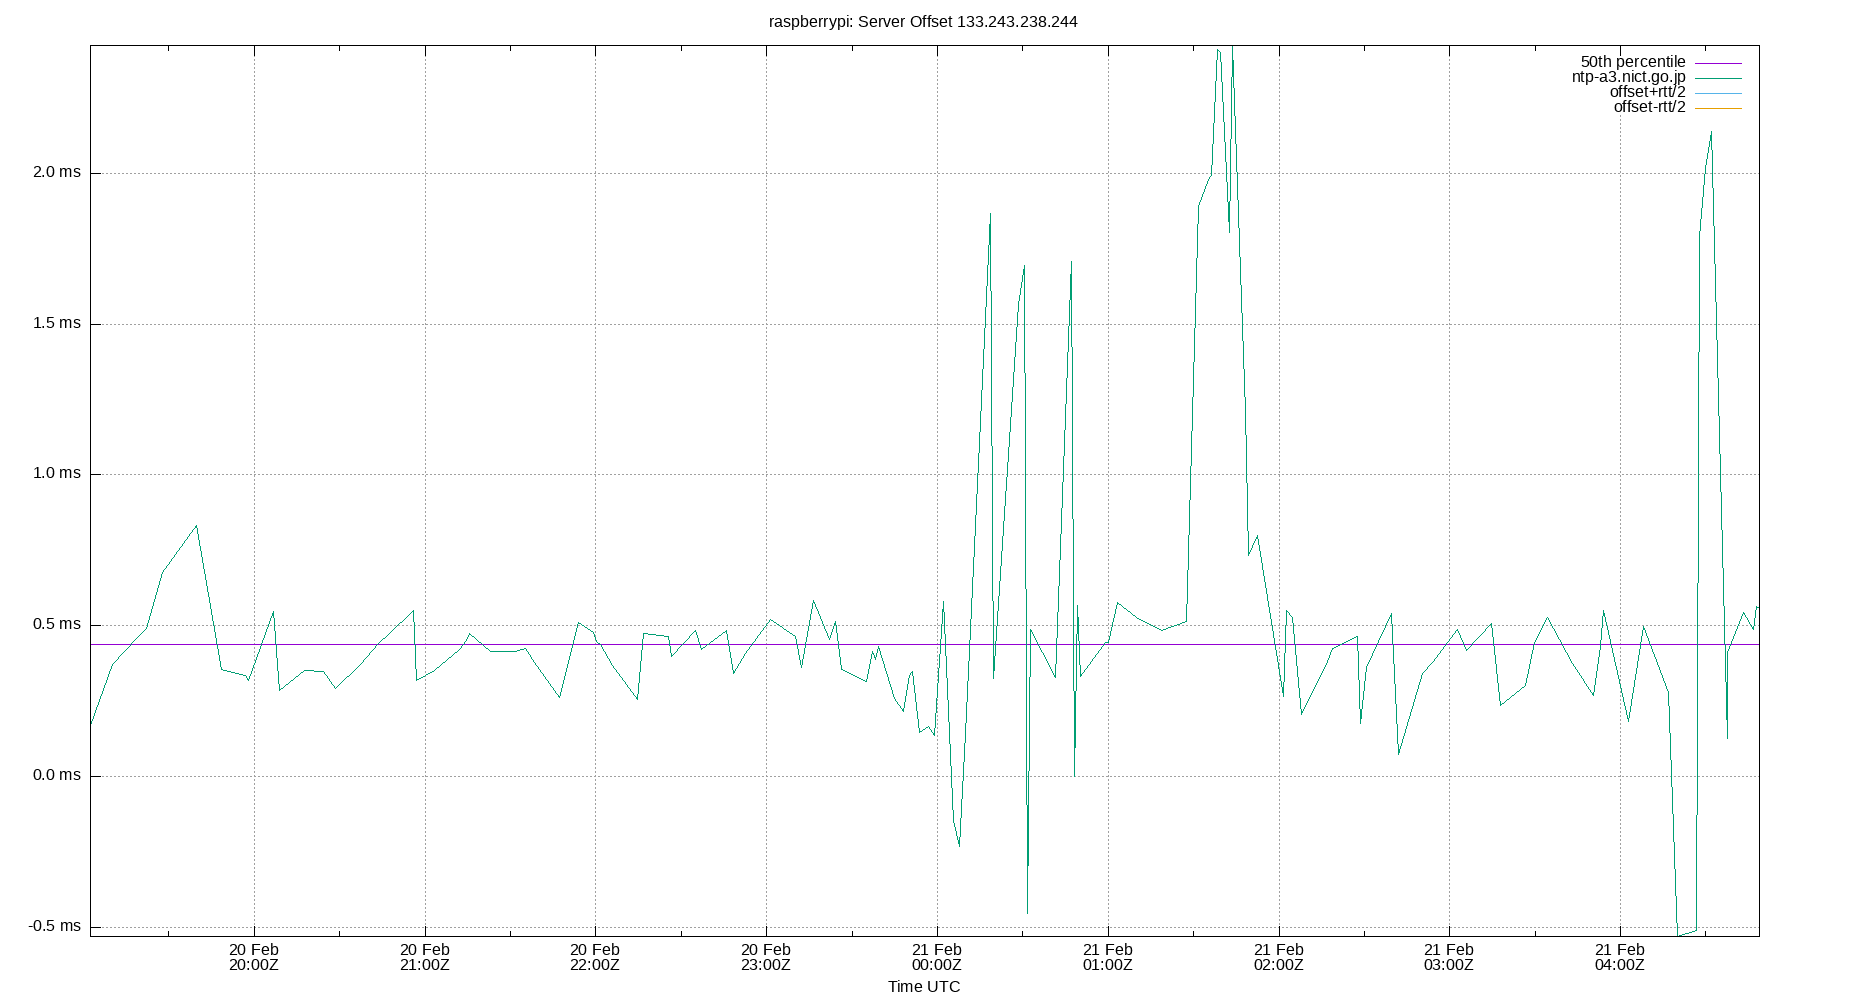 raspberrypi: Server Offset 133.243.238.244
50th percentile
ntp-a3.nict.go.jp
offset+rtt/2
offset-rtt/2
2.0 ms
1.5 ms
1.0 ms
0.5 ms
0.0 ms
-0.5 ms
20 Feb 20 Feb 20 Feb 20 Feb 21 Feb 21 Feb 21 Feb 21 Feb 21 Feb
20:00Z 21:00Z 22:00Z 23:00Z 00:00Z 01:00Z 02:00Z 03:00Z 04:00Z
Time UTC